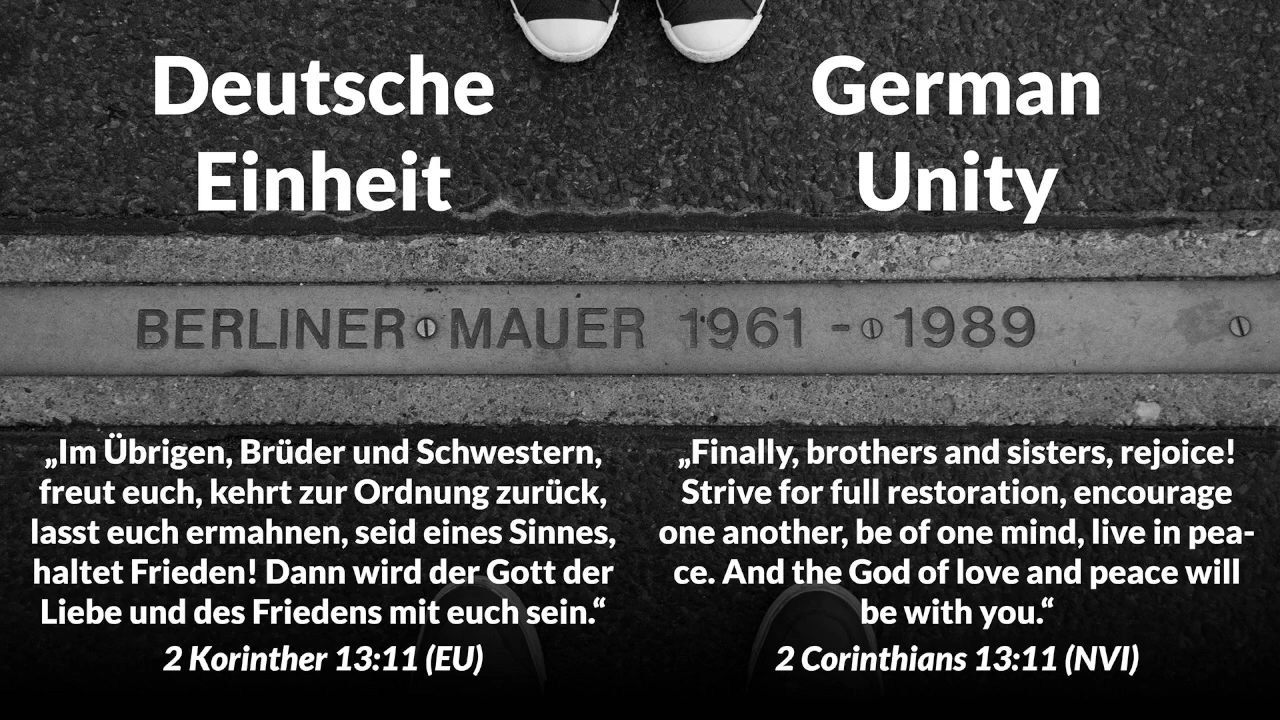 Deutsche
Einheit
German
Unity
BERLINER MAUER 1961 - 1989
„Im Übrigen, Brüder und Schwestern,
freut euch, kehrt zur Ordnung zurück,
lasst euch ermahnen, seid eines Sinnes,
haltet Frieden! Dann wird der Gott der
Liebe und des Friedens mit euch sein.“
2 Korinther 13:11 (EU)
„Finally, brothers and sisters, rejoice!
Strive for full restoration, encourage
one another, be of one mind, live in pea-
ce. And the God of love and peace will
be with you.“
2 Corinthians 13:11 (NVI)